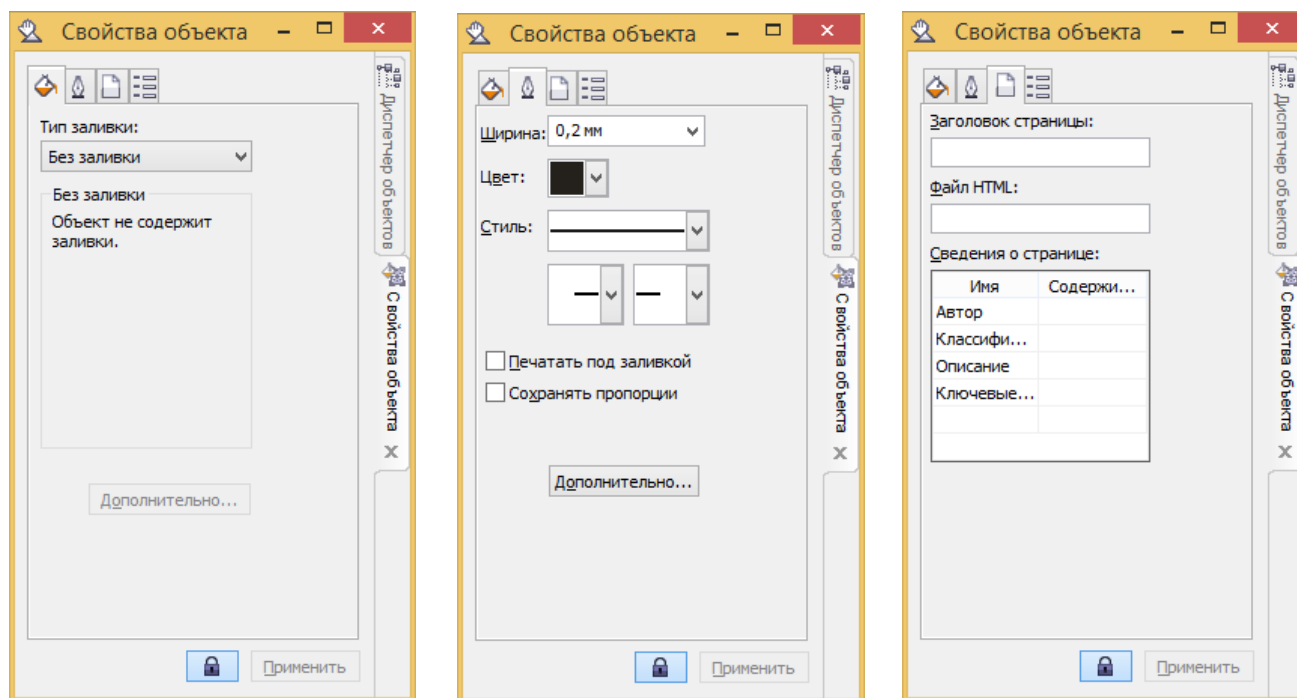 Свойства объекта
Тип заливки:
Без заливки
Без заливки
Объект не содержит
заливки.
Дополнительно...
Применить
Диспетчер объектов
Свойства объекта
Свойства объекта
Ширина: 0,2 мм
Цвет:
Стиль:
Печатать под заливкой
Сохранять пропорции
Дополнительно...
Применить
Диспетчер объектов
Свойства объекта
Свойства объекта
Заголовок страницы:
Файл HTML:
Сведения о странице:
Имя Содержи...
Автор
Классифи...
Описание
Ключевые...
Применить
Диспетчер объектов
Свойства объекта